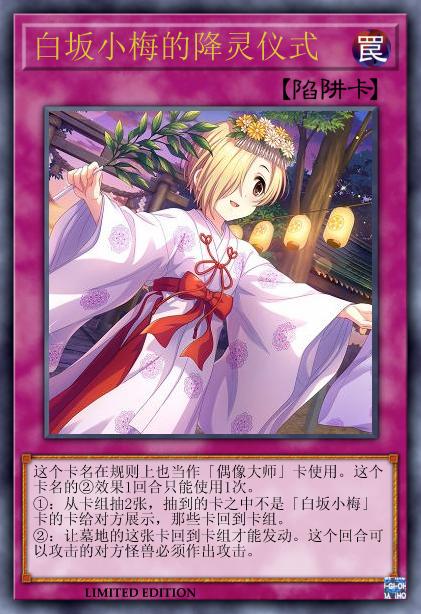 白坂小梅的降灵仪式
罠
【陷阱卡】
这个卡名在规则上也当作「偶像大师」卡使用。这个
卡名的②效果1回合只能使用1次。
①：从卡组抽2张，抽到的卡之中不是「白坂小梅」
卡的卡给对方展示，那些卡回到卡组。
②：让墓地的这张卡回到卡组才能发动。这个回合可
以攻击的对方怪兽必须作出攻击。
LIMITED EDITION